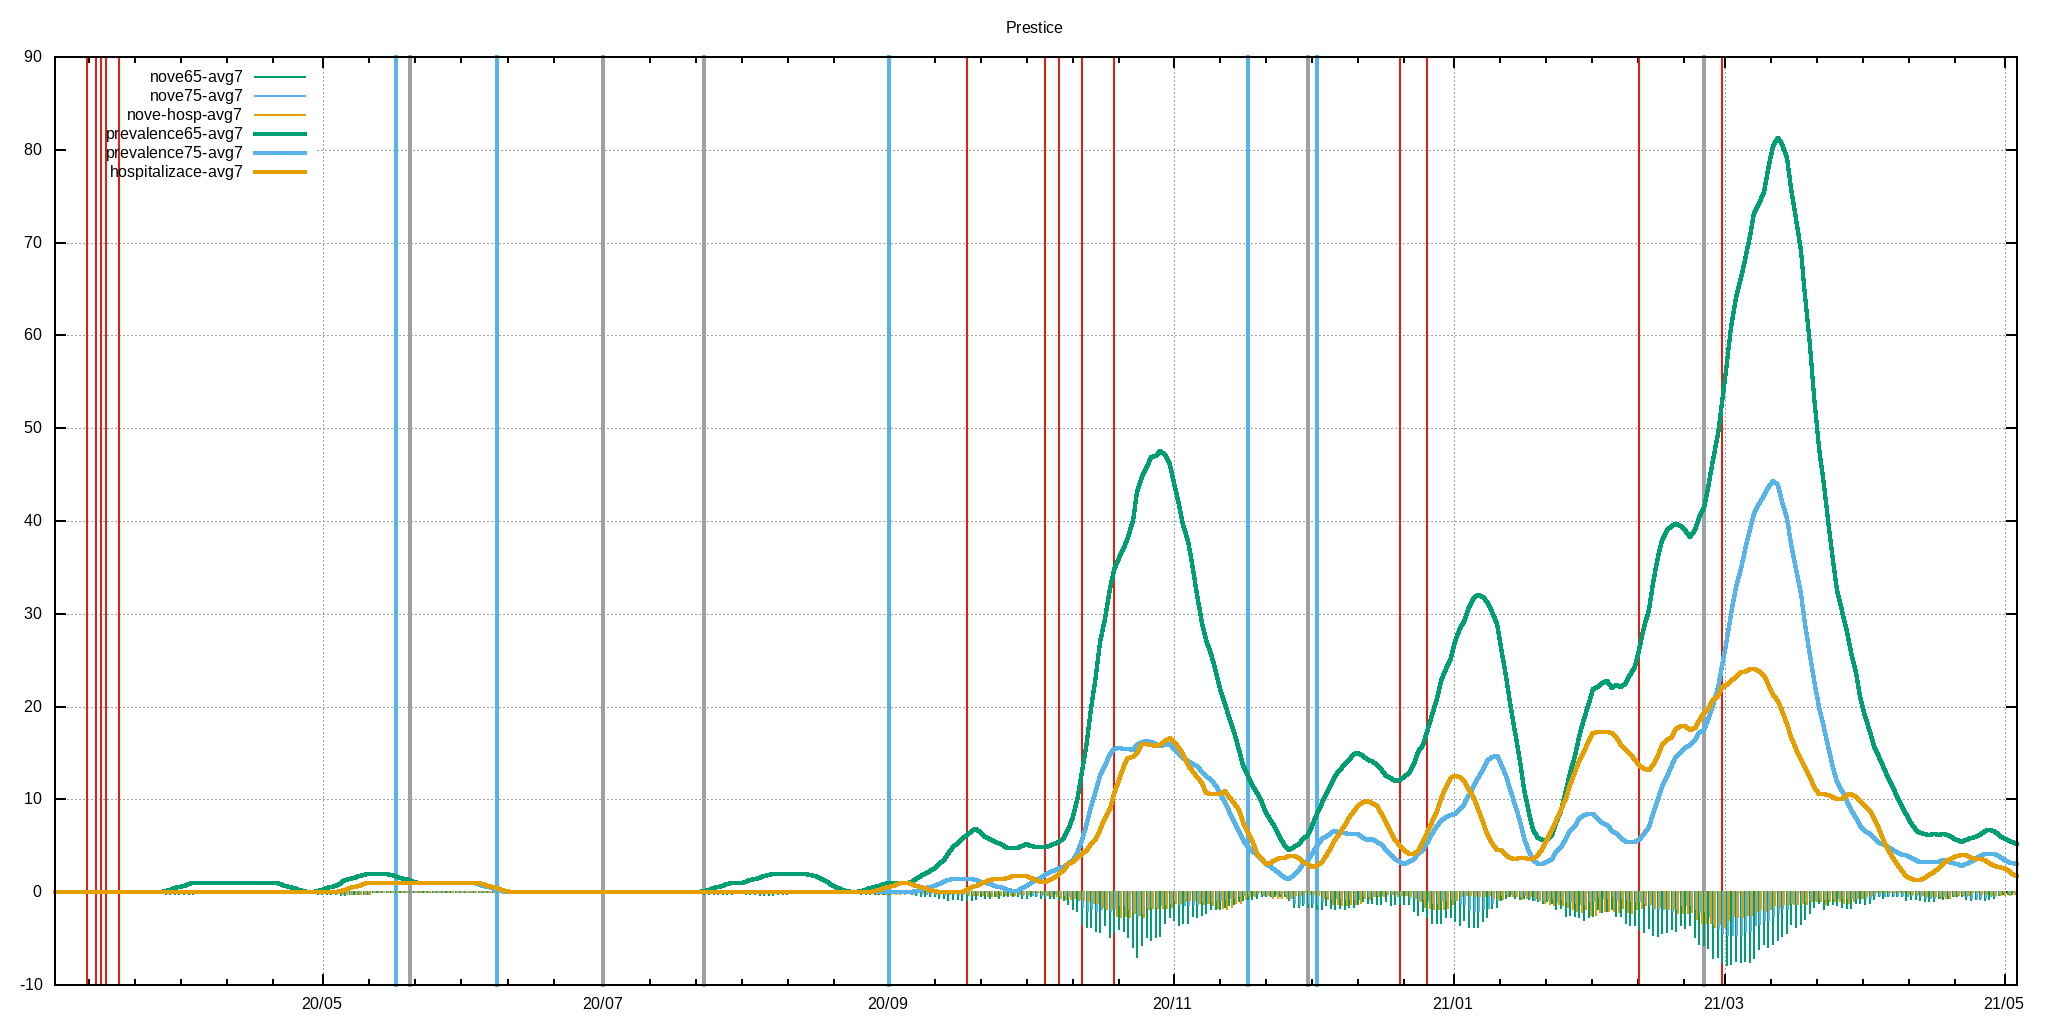 Prestice
90
nove65-avg7
nove75-avg7
nove-hosp-avg7
prevalence65-avg7
prevalence75-avg7
hospitalizace-avg7
80
70
60
50
40
30
20
10
0
-10
20/05 20/07 20/09 20/11 21/01 21/03 21/05